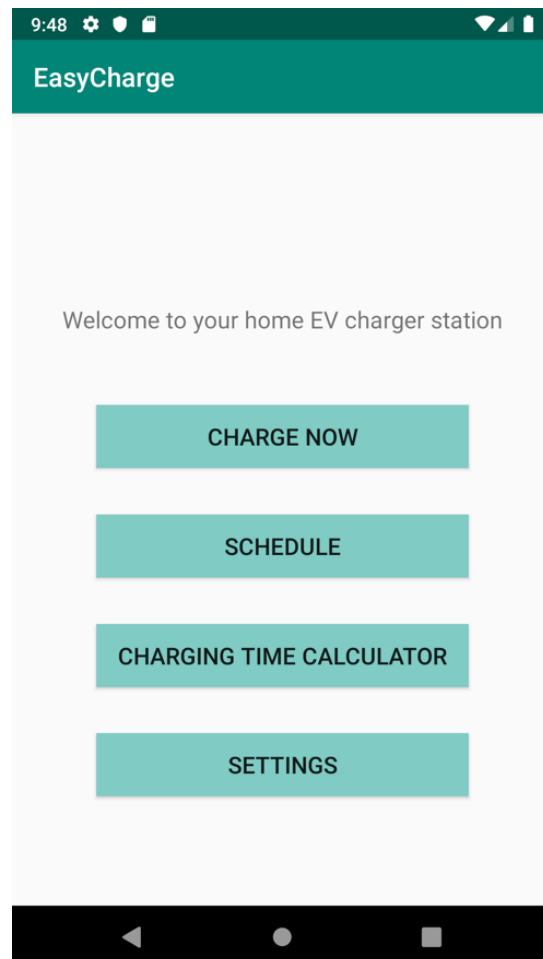 9:48
EasyCharge
Welcome to your home EV charger station
CHARGE NOW
SCHEDULE
CHARGING TIME CALCULATOR
SETTINGS